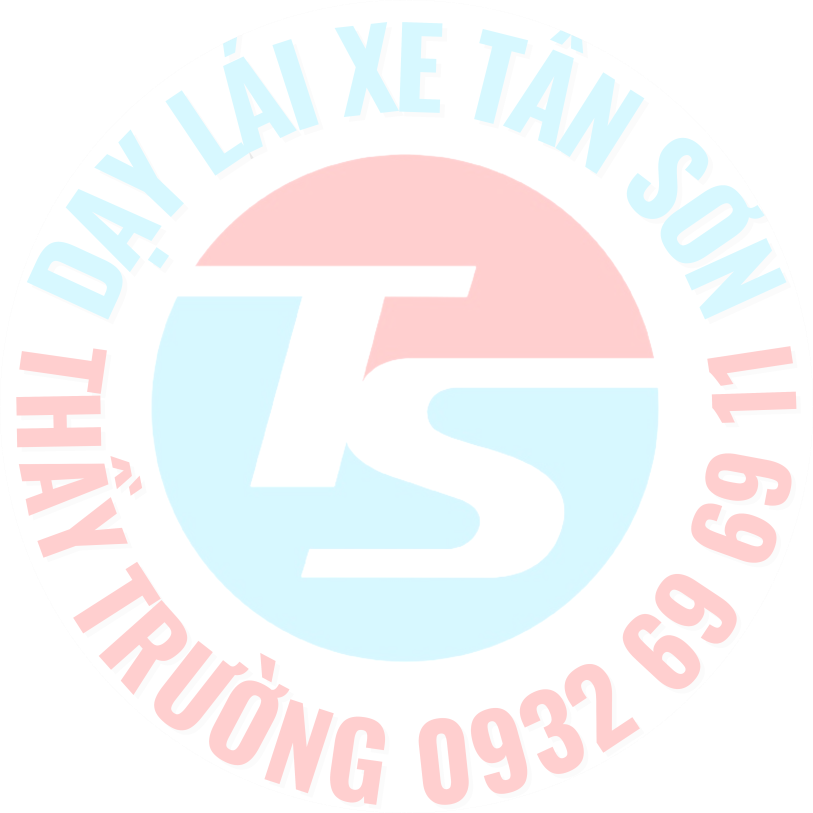 DẠY LÁI XE TÂN SƠN
TS
THẦY TRƯỜNG 0932 69 69 11